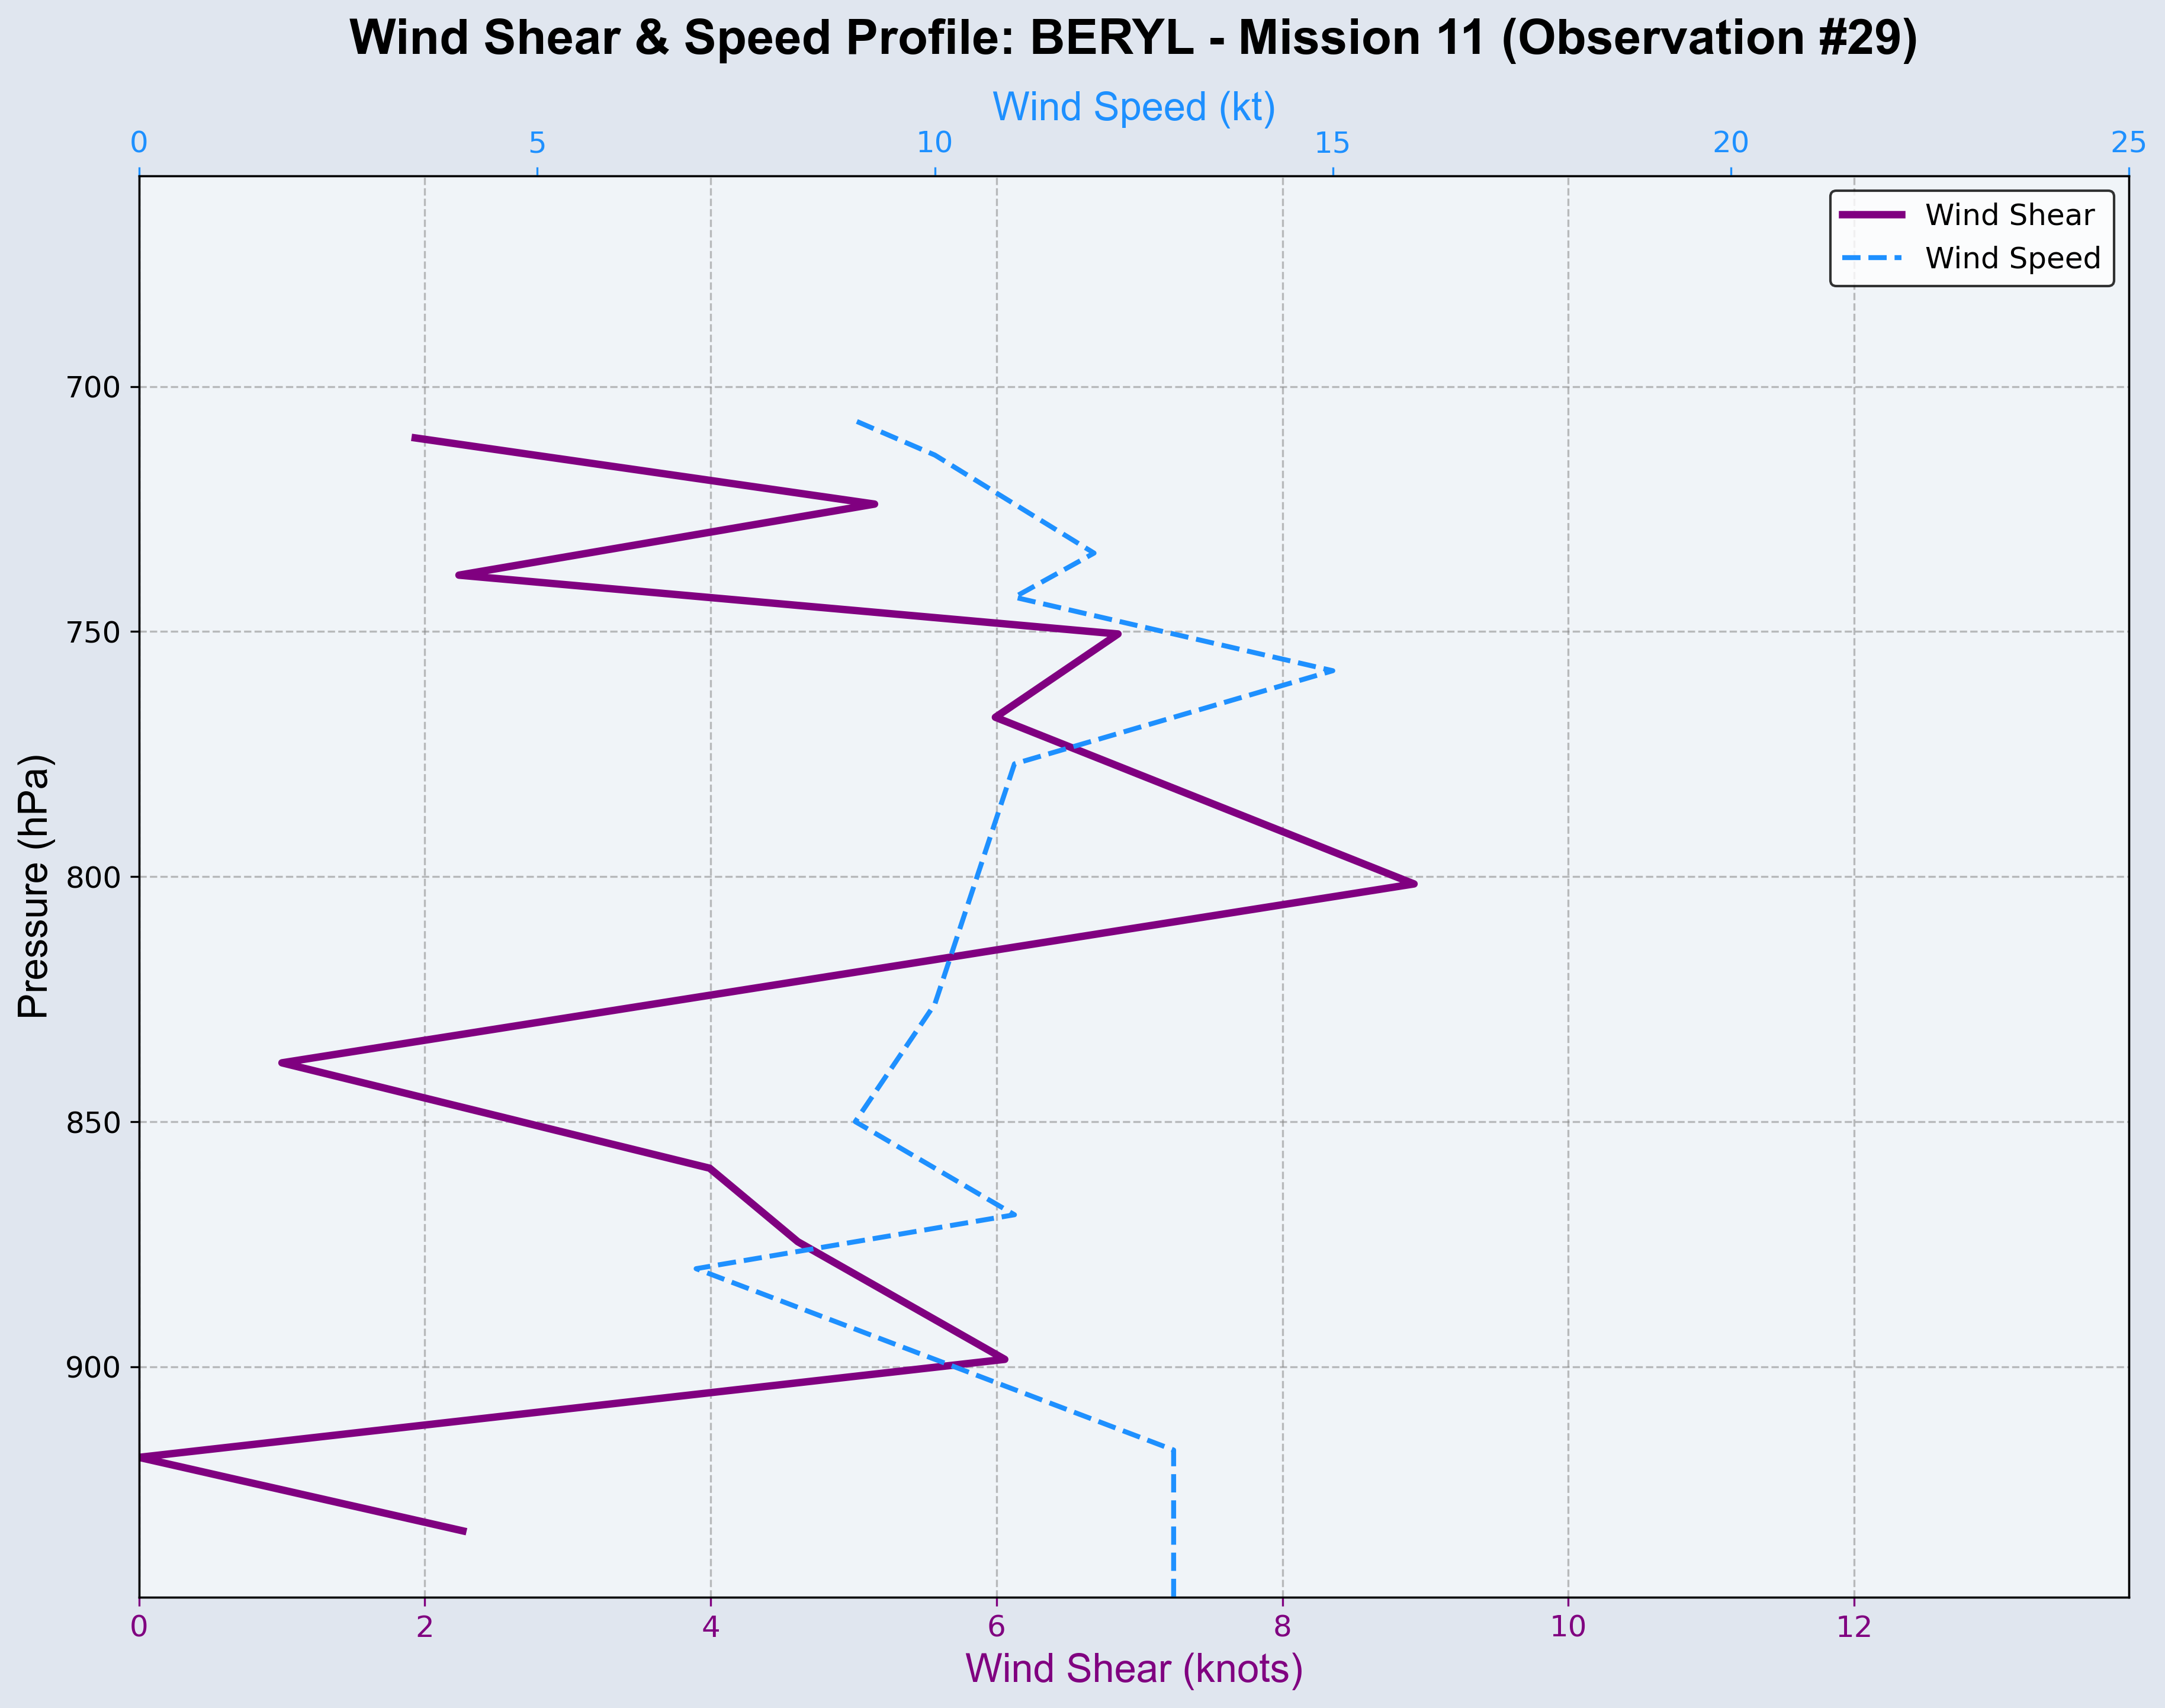 Wind Shear & Speed Profile: BERYL - Mission 11 (Observation #29)
Wind Speed (kt)
0 5 10 15 20 25
Wind Shear
Wind Speed
700
750
800
850
900
Pressure (hPa)
0 2 4 6 8 10 12
Wind Shear (knots)